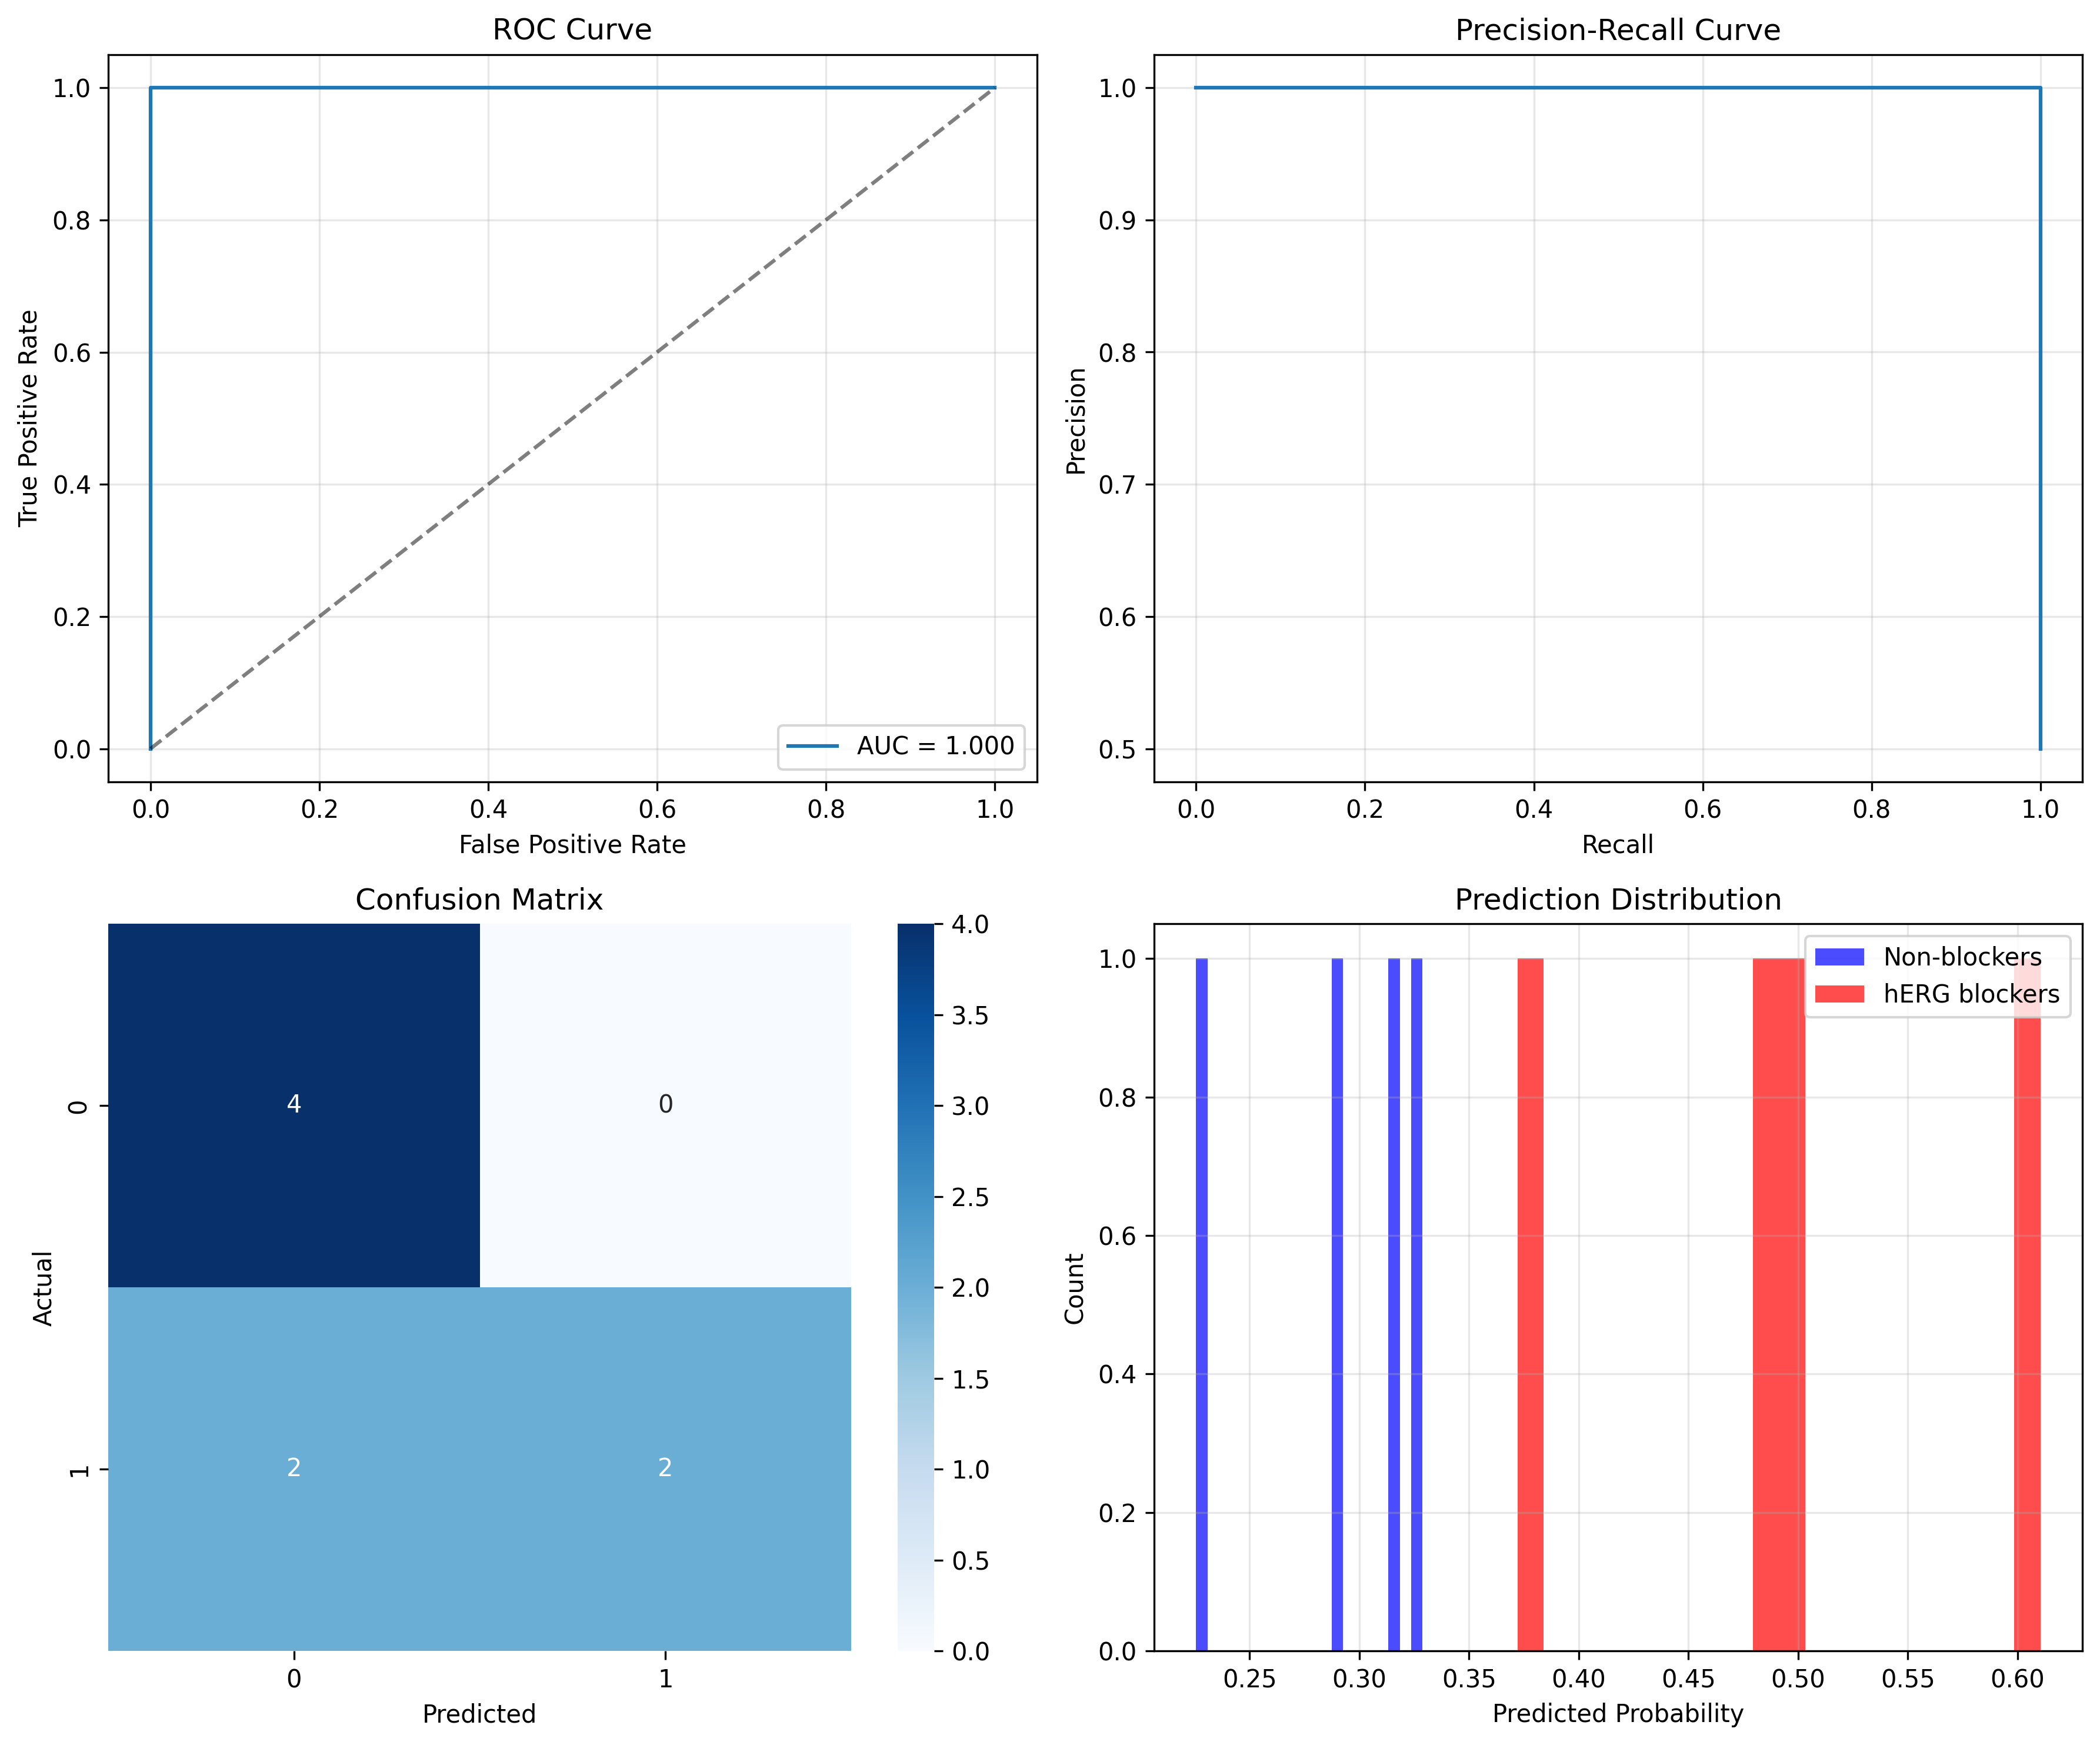 ROC Curve
1.0
0.8
0.6
0.4
0.2
0.0
True Positive Rate
AUC = 1.000
0.0 0.2 0.4 0.6 0.8 1.0
False Positive Rate
Precision-Recall Curve
1.0
0.9
0.8
0.7
0.6
0.5
Precision
0.0 0.2 0.4 0.6 0.8 1.0
Recall
Confusion Matrix
Actual
0
1
4 0
2 2
0 1
Predicted
4.0
3.5
3.0
2.5
2.0
1.5
1.0
0.5
0.0
Prediction Distribution
1.0
0.8
0.6
0.4
0.2
0.0
Count
Non-blockers
hERG blockers
0.25 0.30 0.35 0.40 0.45 0.50 0.55 0.60
Predicted Probability